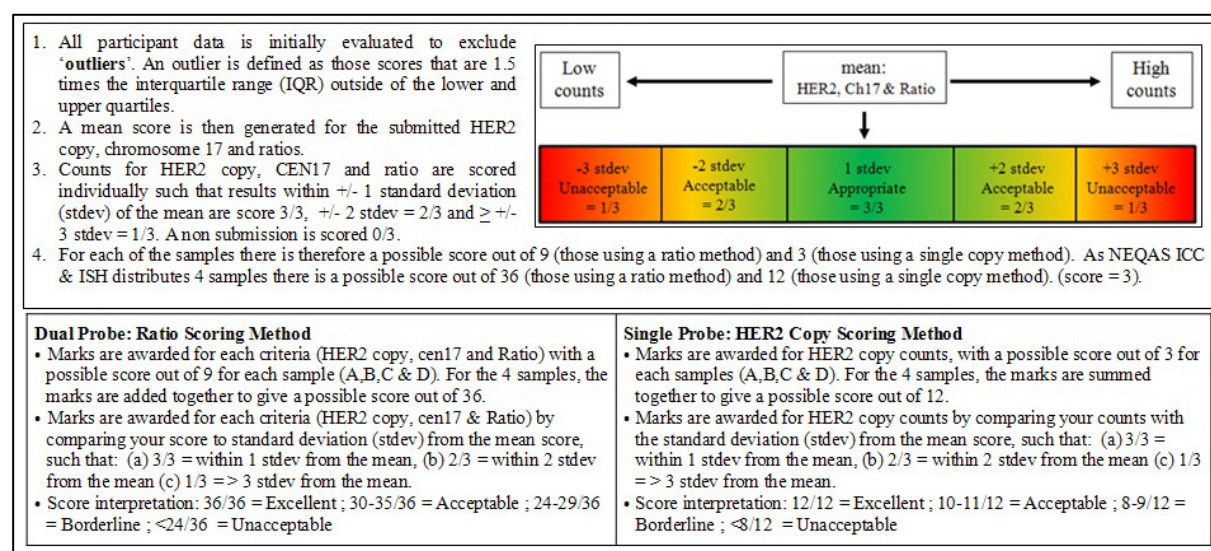 1. All participant data is initially evaluated to exclude
'outliers'. An outlier is defined as those scores that are 1.5
times the interquartile range (IQR) outside of the lower and
upper quartiles.
2. A mean score is then generated for the submitted HER2
copy, chromosome 17 and ratios.
3. Counts for HER2 copy, CEN17 and ratio are scored
individually such that results within +/- 1 standard deviation
(stdev) of the mean are score 3/3, +/- 2 stdev = 2/3 and ≥ +/-
3 stdev = 1/3. A non submission is scored 0/3.
4. For each of the samples there is therefore a possible score out of 9 (those using a ratio method) and 3 (those using a single copy method). As NEQAS ICC
& ISH distributes 4 samples there is a possible score out of 36 (those using a ratio method) and 12 (those using a single copy method). (score = 3).
Low
counts
mean:
HER2, Ch17 & Ratio
High
counts
-3 stdev
Unacceptable
= 1/3
-2 stdev
Acceptable
= 2/3
1 stdev
Appropriate
= 3/3
+2 stdev
Acceptable
= 2/3
+3 stdev
Unacceptable
= 1/3
Dual Probe: Ratio Scoring Method
• Marks are awarded for each criteria (HER2 copy, cen17 and Ratio) with a
possible score out of 9 for each sample (A,B,C & D). For the 4 samples, the
marks are added together to give a possible score out of 36.
• Marks are awarded for each criteria (HER2 copy, cen17 & Ratio) by
comparing your score to standard deviation (stdev) from the mean score,
such that: (a) 3/3 = within 1 stdev from the mean, (b) 2/3 = within 2 stdev
from the mean (c) 1/3 = > 3 stdev from the mean.
• Score interpretation: 36/36 = Excellent ; 30-35/36 = Acceptable ; 24-29/36
= Borderline ; <24/36 = Unacceptable
Single Probe: HER2 Copy Scoring Method
• Marks are awarded for HER2 copy counts, with a possible score out of 3 for
each samples (A,B,C & D). For the 4 samples, the marks are summed
together to give a possible score out of 12.
• Marks are awarded for HER2 copy counts by comparing your counts with
the standard deviation (stdev) from the mean score, such that: (a) 3/3 =
within 1 stdev from the mean, (b) 2/3 = within 2 stdev from the mean (c) 1/3
= > 3 stdev from the mean.
• Score interpretation: 12/12 = Excellent ; 10-11/12 = Acceptable ; 8-9/12 =
Borderline ; <8/12 = Unacceptable